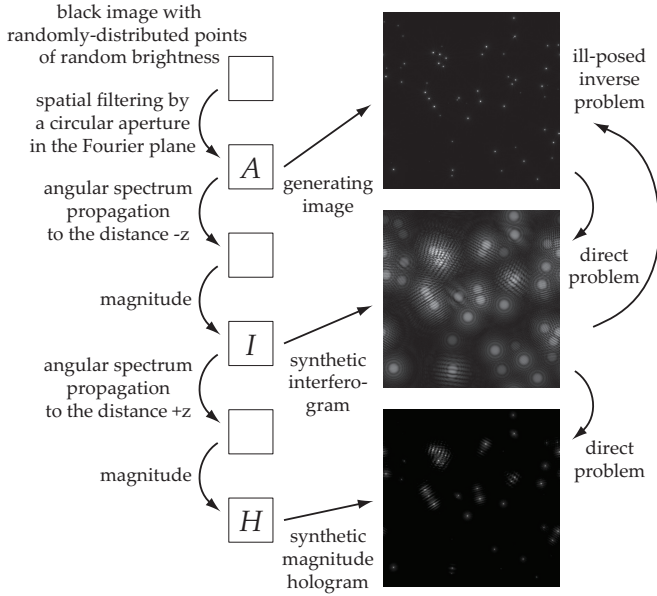 black image with
randomly-distributed points
of random brightness
spatial filtering by
a circular aperture
in the Fourier plane
A
angular spectrum
propagation
to the distance -z
magnitude
I
angular spectrum
propagation
to the distance +z
magnitude
H
generating
image
synthetic
interfero-
gram
synthetic
magnitude
hologram
ill-posed
inverse
problem
direct
problem
direct
problem